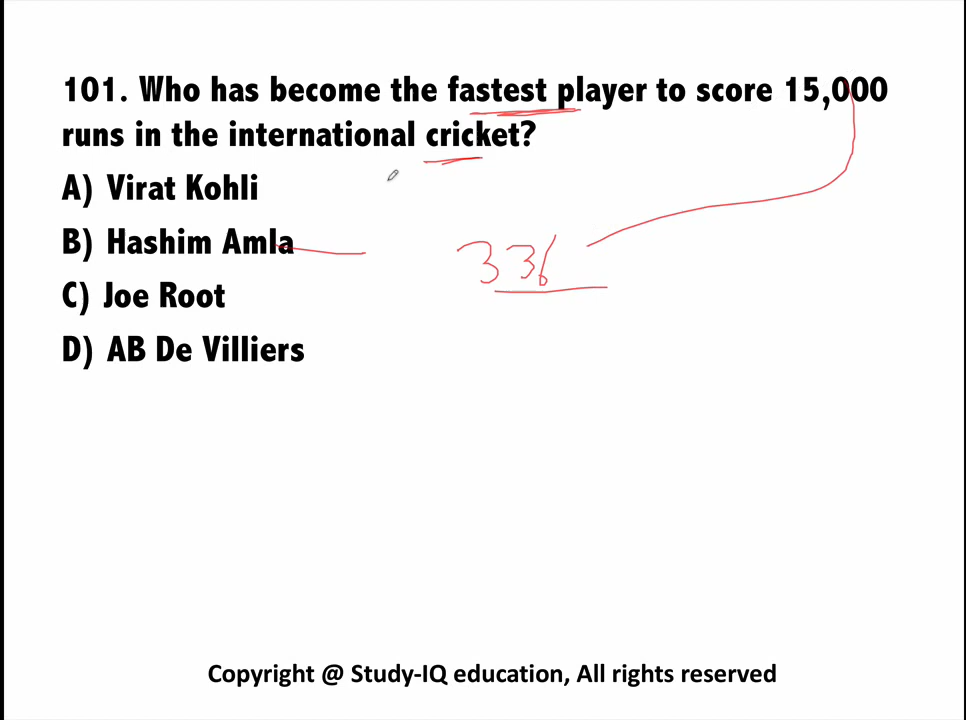 101. Who has become the fastest player to score 15,000
runs in the international cricket?
A) Virat Kohli
B) Hashim Amla
336
C) Joe Root
D) AB De Villiers
Copyright @ Study-IQ education, All rights reserved